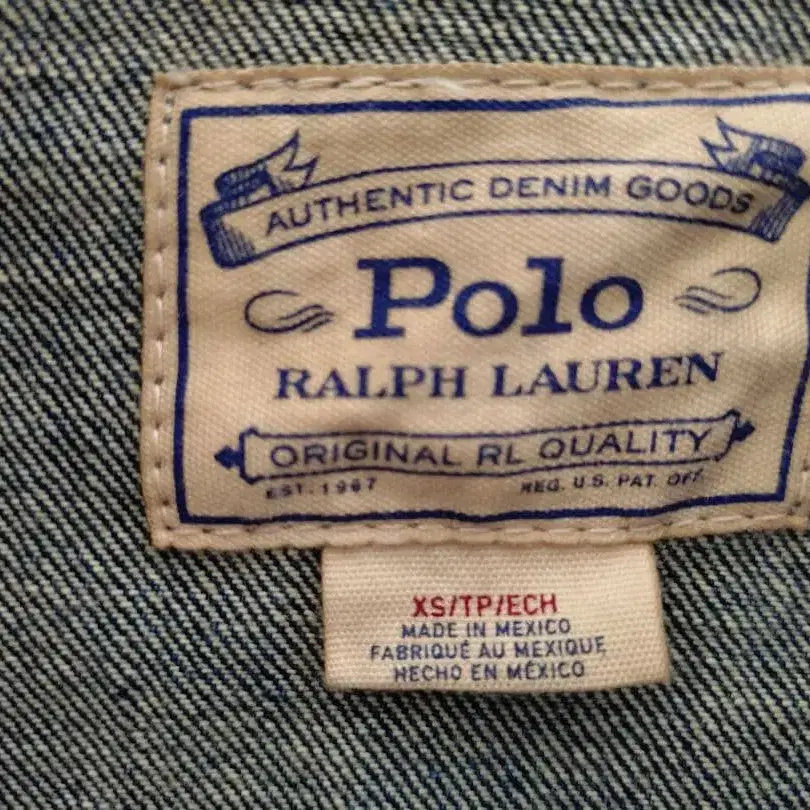 AUTHENTIC DENIM GOODS
Polo
RALPH LAUREN
ORIGINAL RL QUALITY
EST. 1967 REG. U.S. PAT. OFF.
XS/TP/ECH
MADE IN MEXICO
FABRIQUÉ AU MEXIQUE
HECHO EN MÉXICO